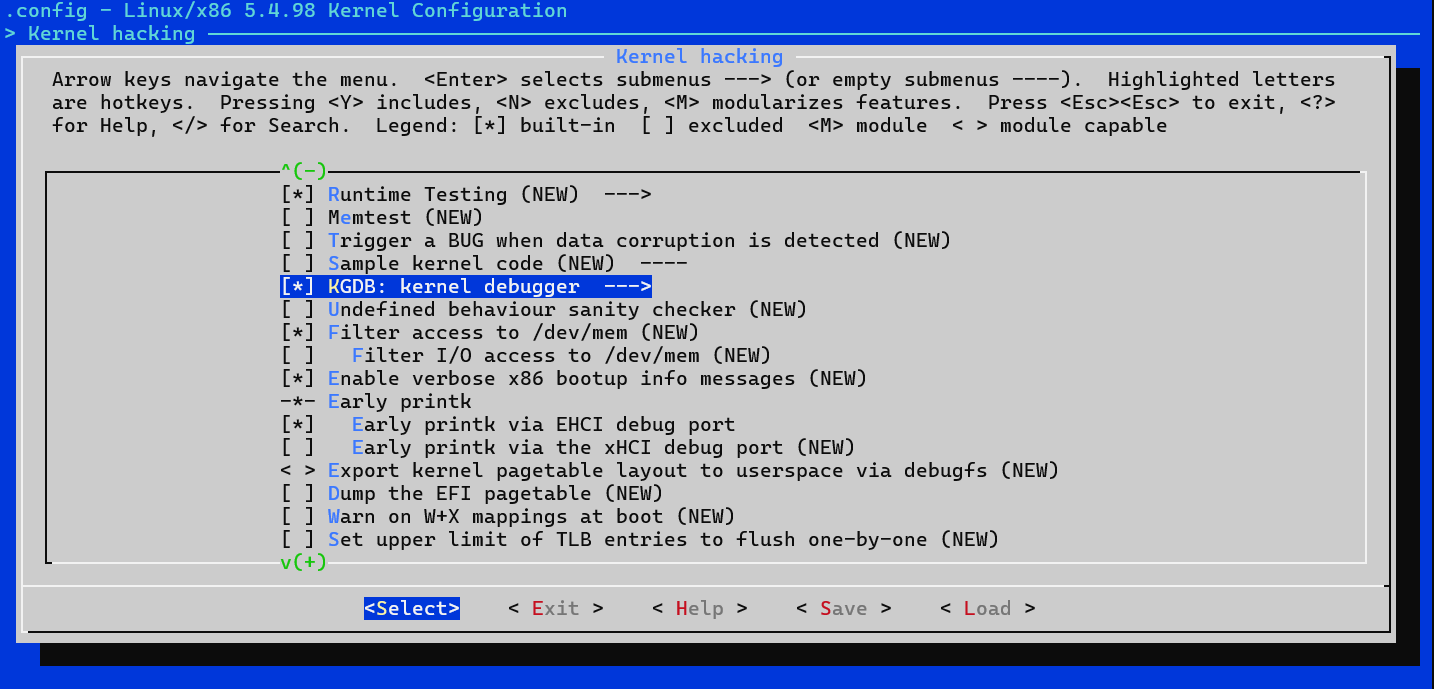 .config - Linux/x86 5.4.98 Kernel Configuration
> Kernel hacking
Kernel hacking
Arrow keys navigate the menu.  <Enter> selects submenus ---> (or empty submenus ----).  Highlighted letters
are hotkeys.  Pressing <Y> includes, <N> excludes, <M> modularizes features.  Press <Esc><Esc> to exit, <?>
for Help, </> for Search.  Legend: [*] built-in  [ ] excluded  <M> module  < > module capable
^(-)
[*] Runtime Testing (NEW)  --->
[ ] Memtest (NEW)
[ ] Trigger a BUG when data corruption is detected (NEW)
[ ] Sample kernel code (NEW)  ----
[*] KGDB: kernel debugger  --->
[ ] Undefined behaviour sanity checker (NEW)
[*] Filter access to /dev/mem (NEW)
[ ]   Filter I/O access to /dev/mem (NEW)
[*] Enable verbose x86 bootup info messages (NEW)
-*- Early printk
[*]   Early printk via EHCI debug port
[ ]   Early printk via the xHCI debug port (NEW)
< > Export kernel pagetable layout to userspace via debugfs (NEW)
[ ] Dump the EFI pagetable (NEW)
[ ] Warn on W+X mappings at boot (NEW)
[ ] Set upper limit of TLB entries to flush one-by-one (NEW)
v(+)
<Select>    < Exit >    < Help >    < Save >    < Load >